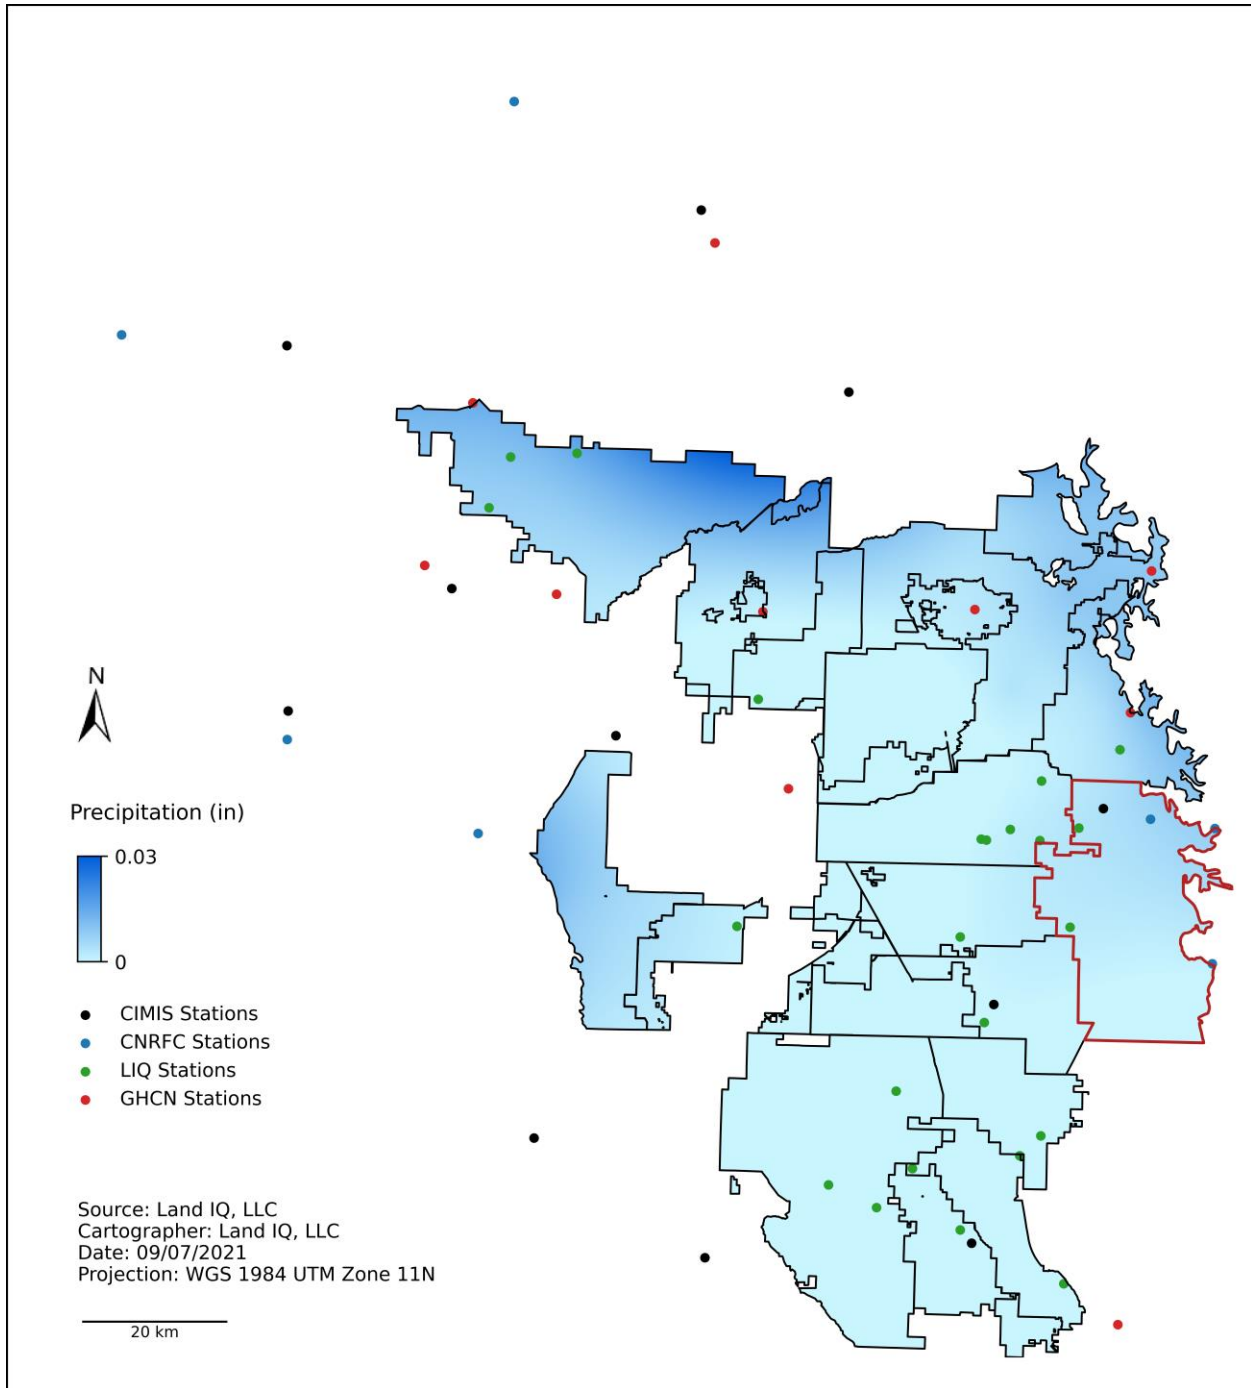 N
Precipitation (in)
0.03
0
CIMIS Stations
CNRFC Stations
LIQ Stations
GHCN Stations
Source: Land IQ, LLC
Cartographer: Land IQ, LLC
Date: 09/07/2021
Projection: WGS 1984 UTM Zone 11N
20 km